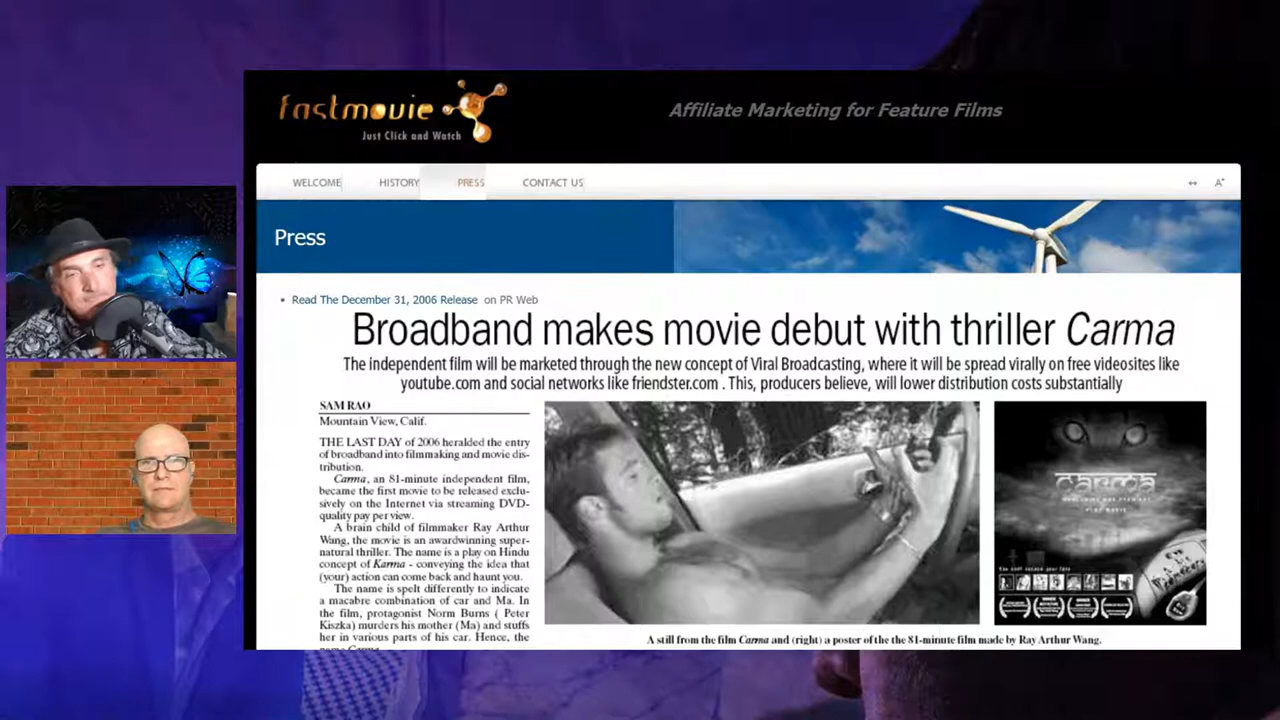 fastmovie
Just Click and Watch
Affiliate Marketing for Feature Films
WELCOME HISTORY PRESS CONTACT US
A+
Press
• Read The December 31, 2006 Release on PR Web
Broadband makes movie debut with thriller Carma
The independent film will be marketed through the new concept of Viral Broadcasting, where it will be spread virally on free videosites like
youtube.com and social networks like friendster.com . This, producers believe, will lower distribution costs substantially
SAM RAO
Mountain View, Calif.
THE LAST DAY of 2006 heralded the entry
of broadband into filmmaking and movie dis-
tribution.
Carma, an 81-minute independent film,
became the first movie to be released exclu-
sively on the Internet via streaming DVD-
quality pay per view.
A brain child of filmmaker Ray Arthur
Wang, the movie is an awardwinning super-
natural thriller. The name is a play on Hindu
concept of Karma - conveying the idea that
(your) action can come back and haunt you.
The name is spelt differently to indicate
a macabre combination of car and Ma. In
the film, protagonist Norm Burns ( Peter
Kiszka) murders his mother (Ma) and stuffs
her in various parts of his car. Hence, the
name Carma.
carma
A still from the film Carma and (right) a poster of the the 81-minute film made by Ray Arthur Wang.